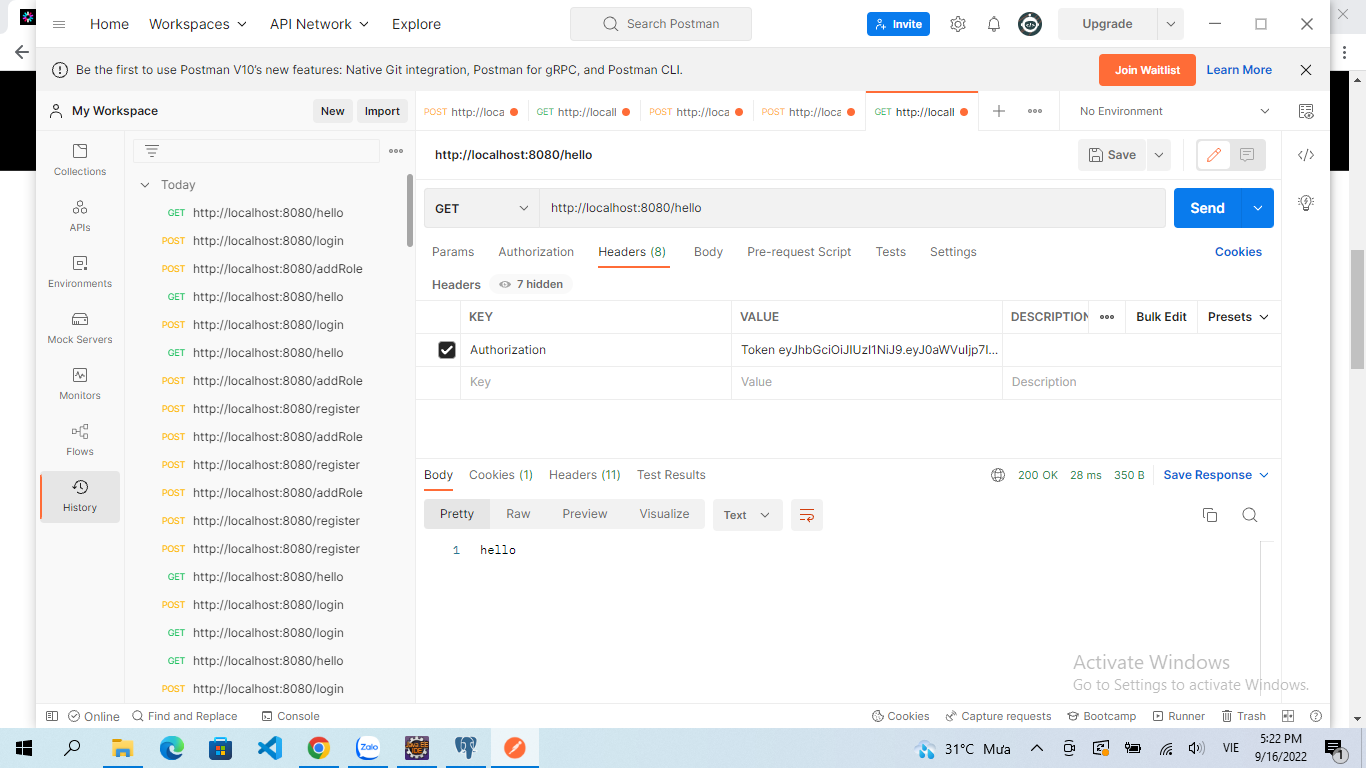 Home Workspaces API Network Explore Search Postman Invite Upgrade
Be the first to use Postman V10's new features: Native Git integration, Postman for gRPC, and Postman CLI. Join Waitlist Learn More
My Workspace New Import
POST http://loca GET http://locall POST http://loca POST http://loca GET http://locall No Environment
http://localhost:8080/hello Save
GET http://localhost:8080/hello Send
Params Authorization Headers (8) Body Pre-request Script Tests Settings Cookies
Headers 7 hidden
KEY VALUE DESCRIPTION Bulk Edit Presets
Authorization Token eyJhbGciOiJIUzI1NiJ9.eyJ0aWVuIjp7I...
Key Value Description
Body Cookies (1) Headers (11) Test Results 200 OK 28 ms 350 B Save Response
Pretty Raw Preview Visualize Text
1 hello
Collections
APIs
Environments
Mock Servers
Monitors
Flows
History
Today
GET http://localhost:8080/hello
POST http://localhost:8080/login
POST http://localhost:8080/addRole
GET http://localhost:8080/hello
POST http://localhost:8080/login
GET http://localhost:8080/hello
POST http://localhost:8080/addRole
POST http://localhost:8080/register
POST http://localhost:8080/addRole
POST http://localhost:8080/register
POST http://localhost:8080/addRole
POST http://localhost:8080/register
POST http://localhost:8080/register
GET http://localhost:8080/hello
POST http://localhost:8080/login
GET http://localhost:8080/login
GET http://localhost:8080/hello
POST http://localhost:8080/login
Activate Windows
Go to Settings to activate Windows.
Online Find and Replace Console Cookies Capture requests Bootcamp Runner Trash
Zalo JAVA EE IDE 31°C Mưa VIE 5:22 PM
9/16/2022 1